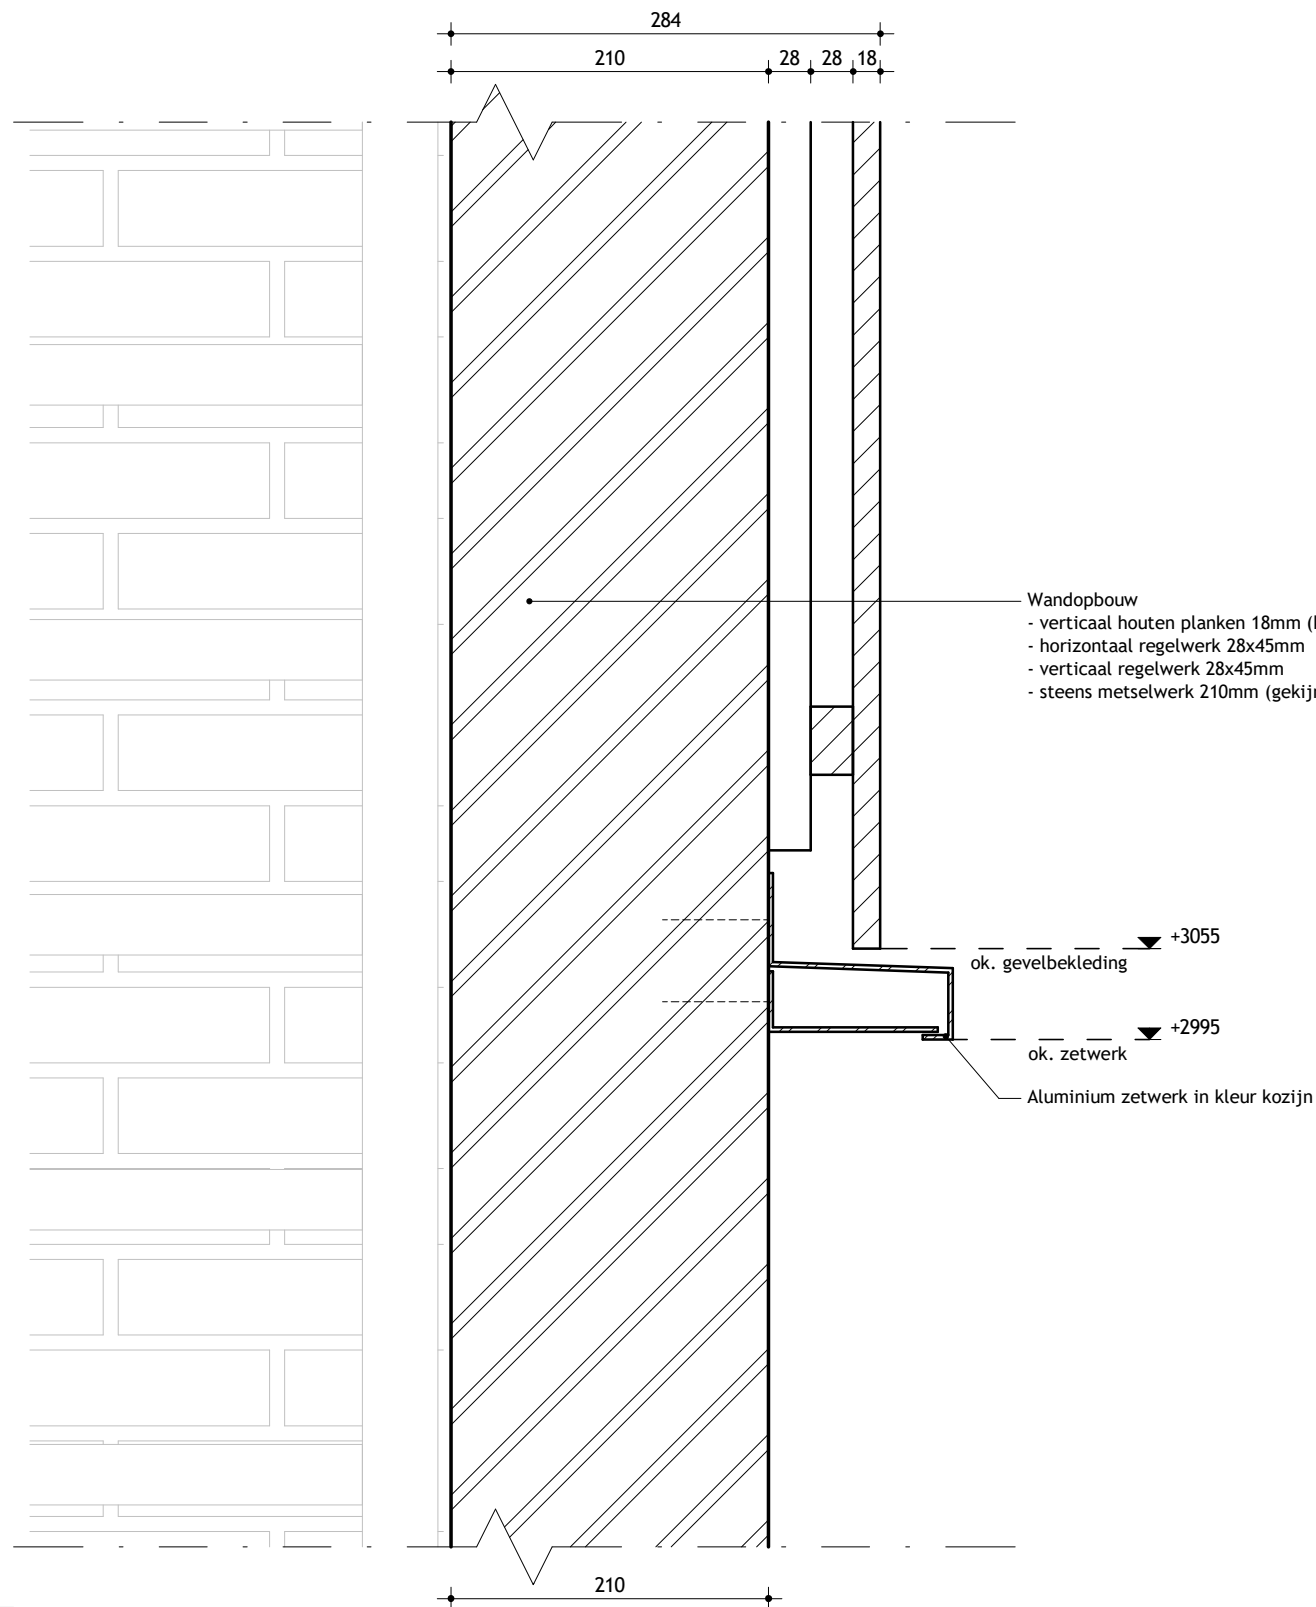 284
210 28 28 18
Wandopbouw
- verticaal houten planken 18mm
- horizontaal regelwerk 28x45mm
- verticaal regelwerk 28x45mm
- steens metselwerk 210mm
+3055
ok. gevelbekleding
+2995
ok. zetwerk
Aluminium zetwerk in kleur kozijn
210